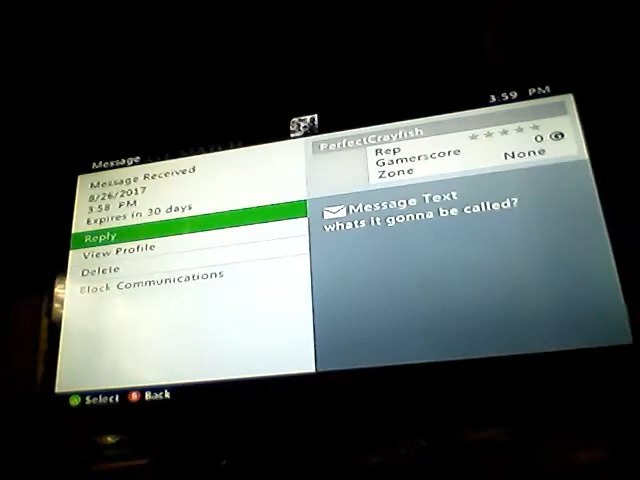 3:59 PM
Message
Message Received
8/26/2017
3:58 PM
Expires in 30 days
Reply
View Profile
Delete
Block Communications
PerfectCrayfish
Rep
Gamerscore 0 G
Zone None
Message Text
whats it gonna be called?
A Select B Back